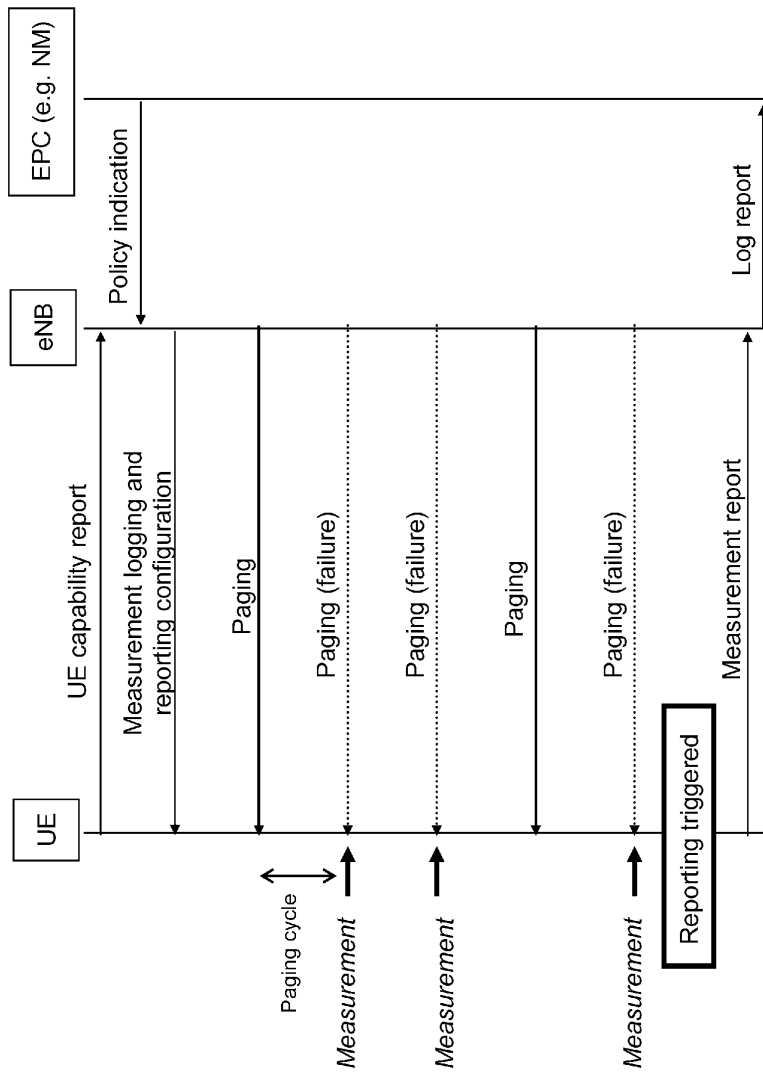 UE
eNB
EPC (e.g. NM)
UE capability report
Policy indication
Measurement logging and
reporting configuration
Paging
Paging cycle
Paging (failure)
Measurement
Paging (failure)
Measurement
Paging
Paging (failure)
Measurement
Reporting triggered
Measurement report
Log report